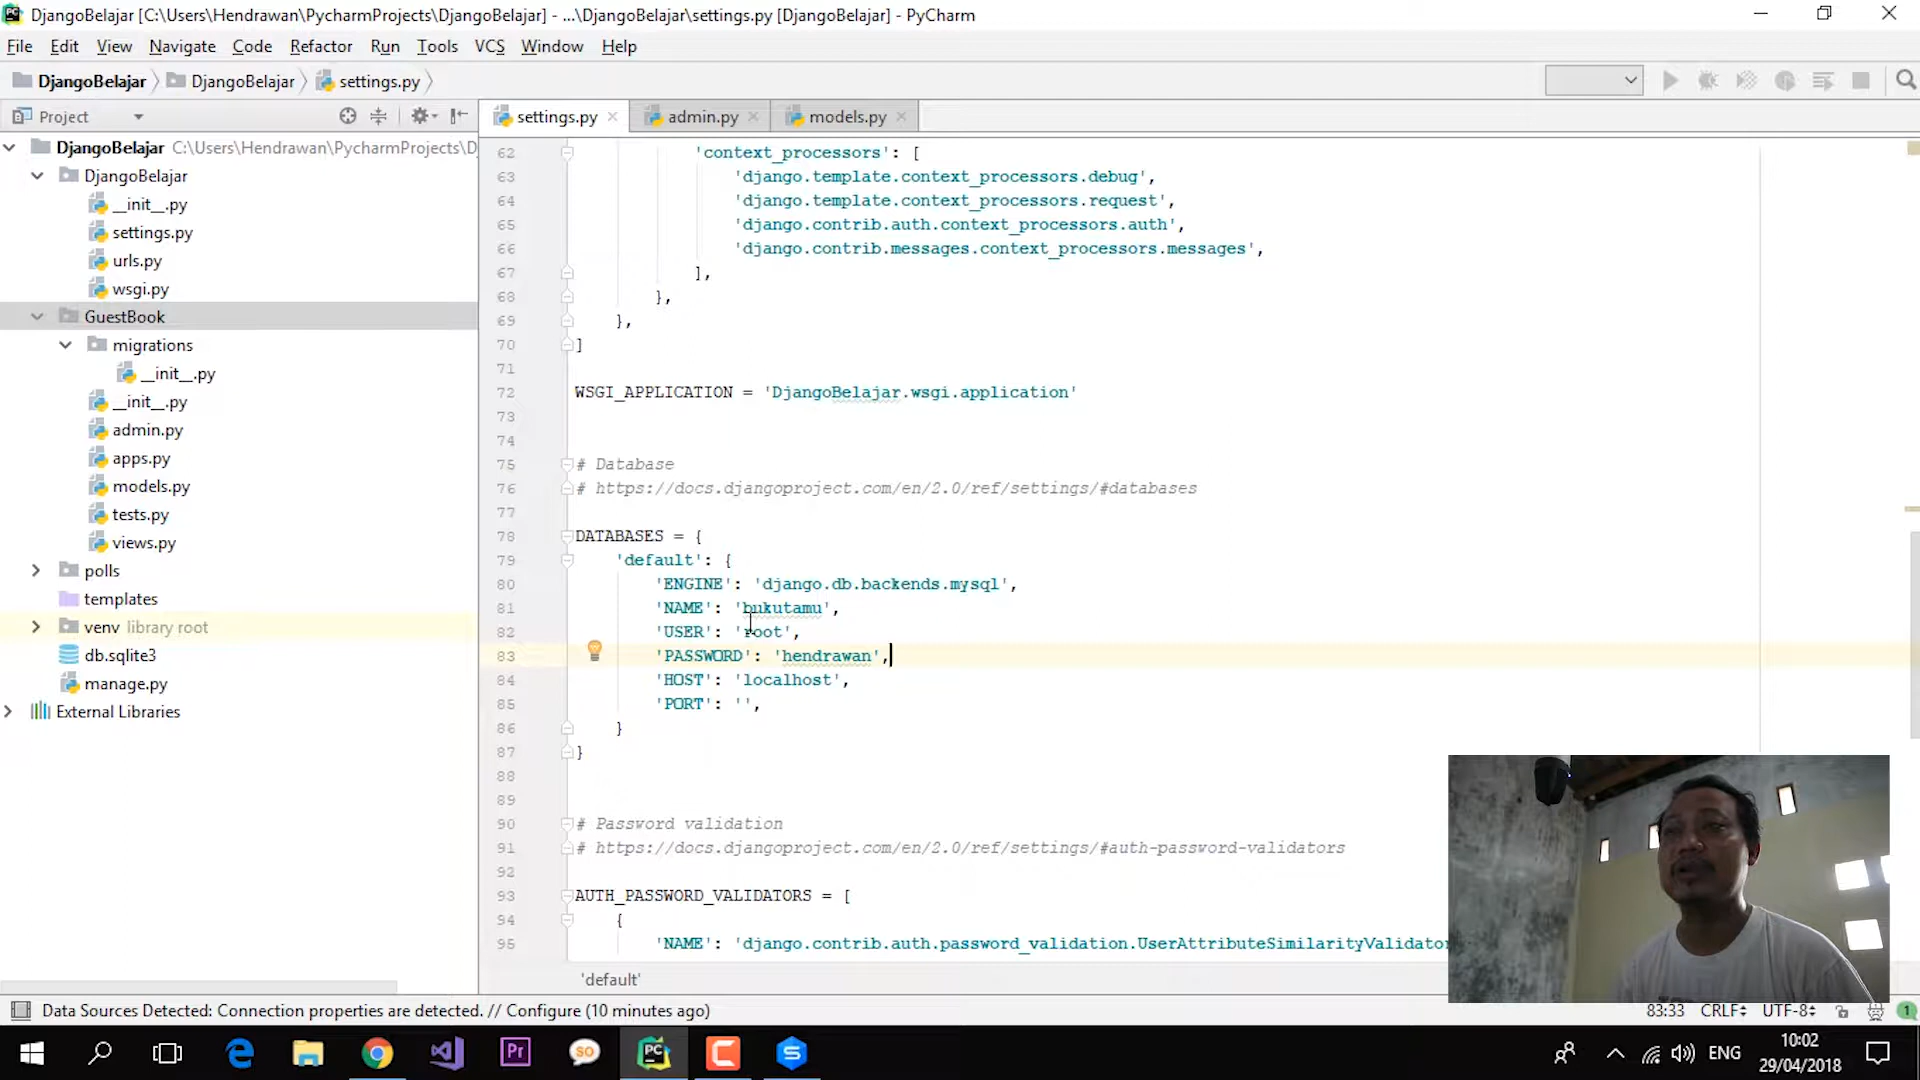 DjangoBelajar [C:\Users\Hendrawan\PycharmProjects\DjangoBelajar] - ...\DjangoBelajar\settings.py [DjangoBelajar] - PyCharm
File Edit View Navigate Code Refactor Run Tools VCS Window Help
DjangoBelajar DjangoBelajar settings.py
Project
settings.py admin.py models.py
DjangoBelajar C:\Users\Hendrawan\PycharmProjects\D
DjangoBelajar
__init__.py
settings.py
urls.py
wsgi.py
GuestBook
migrations
__init__.py
__init__.py
admin.py
apps.py
models.py
tests.py
views.py
polls
templates
venv library root
db.sqlite3
manage.py
External Libraries
62 'context_processors': [
63 'django.template.context_processors.debug',
64 'django.template.context_processors.request',
65 'django.contrib.auth.context_processors.auth',
66 'django.contrib.messages.context_processors.messages',
67 ],
68 },
69 },
70 ]
71
72 WSGI_APPLICATION = 'DjangoBelajar.wsgi.application'
73
74
75 # Database
76 # https://docs.djangoproject.com/en/2.0/ref/settings/#databases
77
78 DATABASES = {
79 'default': {
80 'ENGINE': 'django.db.backends.mysql',
81 'NAME': 'bukutamu',
82 'USER': 'root',
83 'PASSWORD': 'hendrawan',
84 'HOST': 'localhost',
85 'PORT': '',
86 }
87 }
88
89
90 # Password validation
91 # https://docs.djangoproject.com/en/2.0/ref/settings/#auth-password-validators
92
93 AUTH_PASSWORD_VALIDATORS = [
94 {
95 'NAME': 'django.contrib.auth.password_validation.UserAttributeSimilarityValidator
'default'
Data Sources Detected: Connection properties are detected. // Configure (10 minutes ago)
83:33 CRLF UTF-8 1
Pr SO PC S
ENG
10:02
29/04/2018